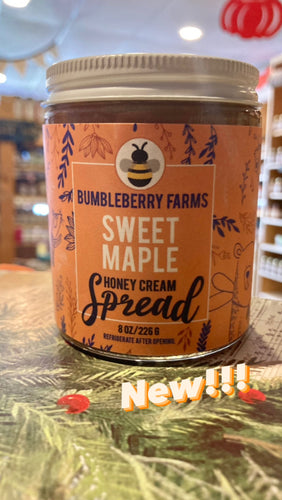 BUMBLEBERRY FARMS
SWEET
MAPLE
HONEY CREAM
Spread
8 OZ/226 G
REFRIGERATE AFTER OPENING.
New!!!